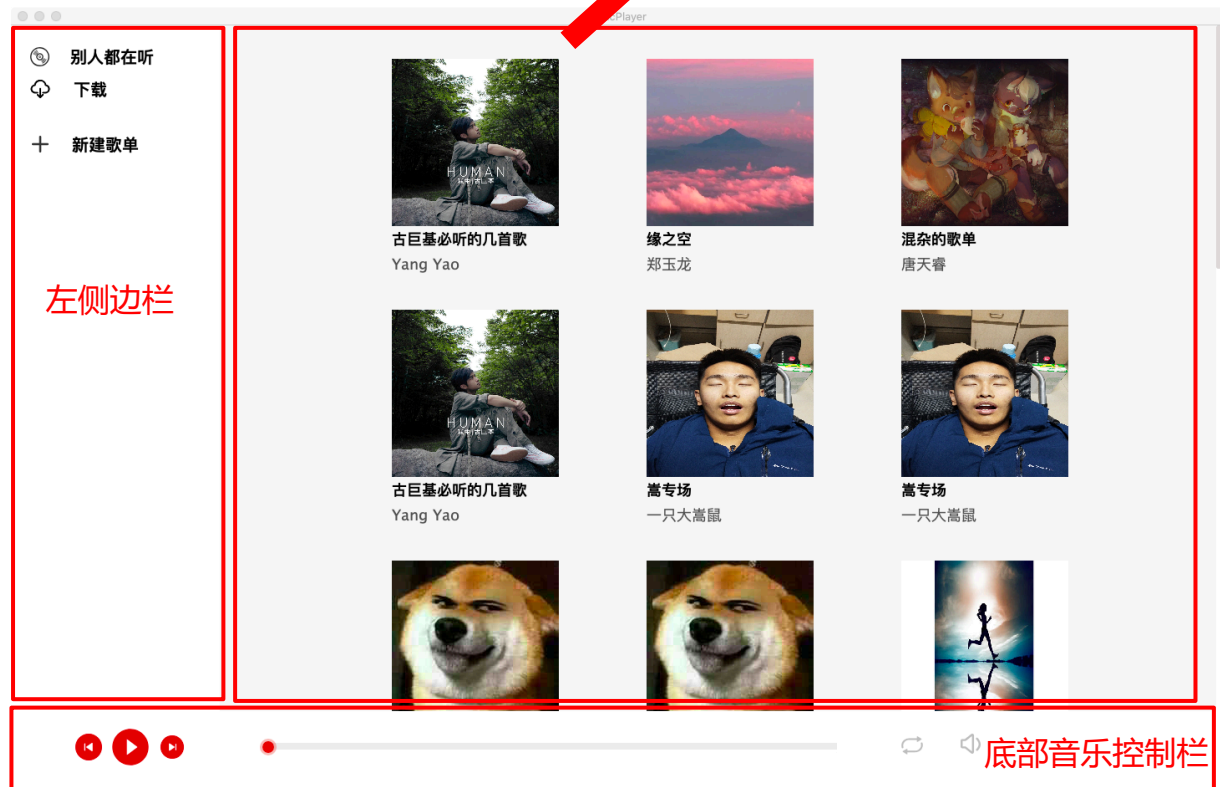 cPlayer
别人都在听
下载
新建歌单
左侧边栏
HUMAN
古巨基必听的几首歌
Yang Yao
缘之空
郑玉龙
混杂的歌单
唐天睿
HUMAN
古巨基必听的几首歌
Yang Yao
嵩专场
一只大嵩鼠
嵩专场
一只大嵩鼠
底部音乐控制栏